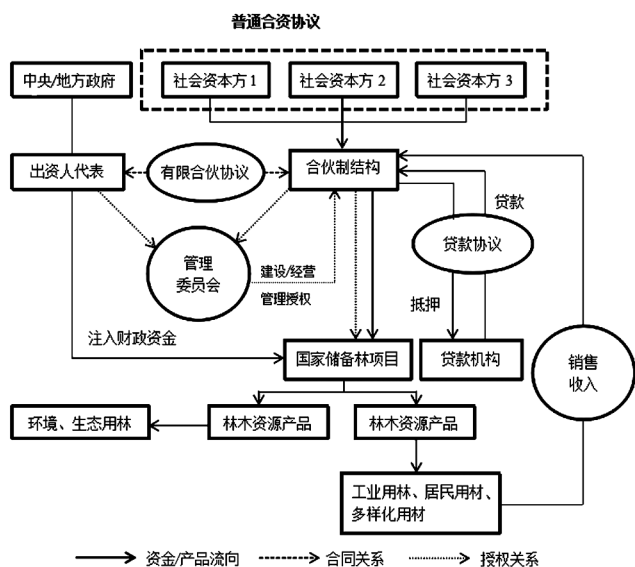 普通合资协议
中央/地方政府
社会资本方1
社会资本方2
社会资本方3
出资人代表
有限合伙协议
合伙制结构
贷款
管理
委员会
建设/经营
管理授权
贷款协议
抵押
注入财政资金
国家储备林项目
贷款机构
销售
收入
环境、生态用林
林木资源产品
林木资源产品
工业用林、居民用材、
多样化用材
资金/产品流向
合同关系
授权关系